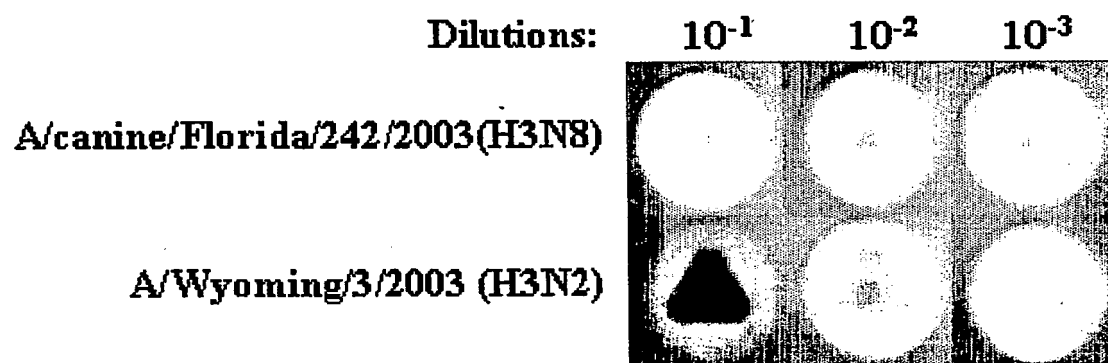 Dilutions: 10⁻¹ 10⁻² 10⁻³
A/canine/Florida/242/2003(H3N8)
A/Wyoming/3/2003 (H3N2)